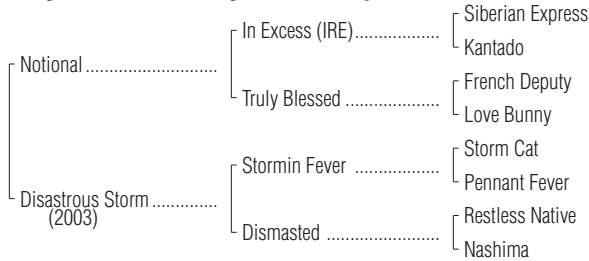 Siberian Express
In Excess (IRE)..................
Kantado
Notional ............................
French Deputy
Truly Blessed ....................
Love Bunny
Storm Cat
Stormin Fever ..................
Pennant Fever
Disastrous Storm..............
(2003)
Restless Native
Dismasted ........................
Nashima